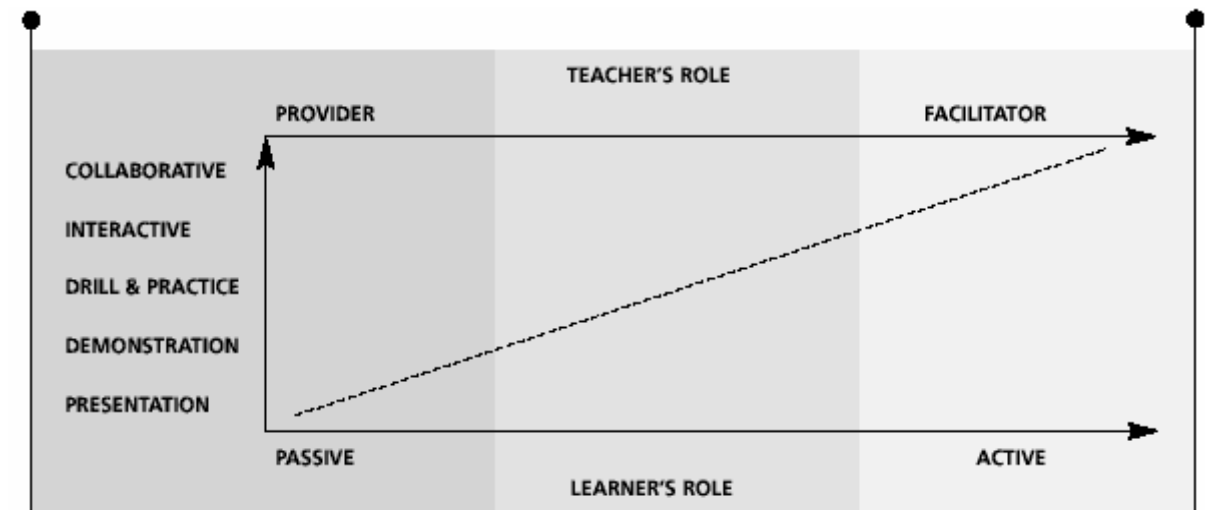 TEACHER'S ROLE
PROVIDER
FACILITATOR
COLLABORATIVE
INTERACTIVE
DRILL & PRACTICE
DEMONSTRATION
PRESENTATION
PASSIVE
ACTIVE
LEARNER'S ROLE